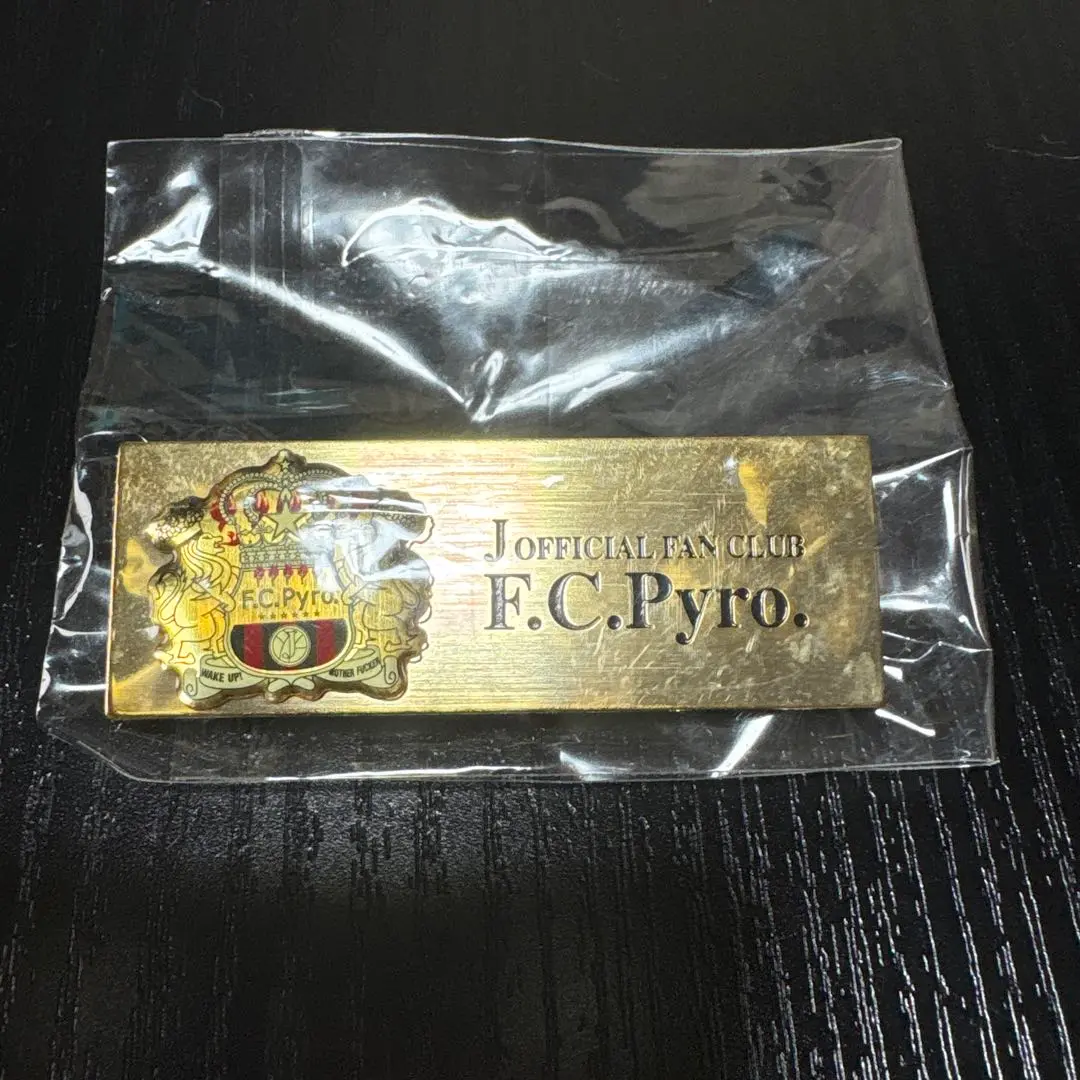 F.C.Pyro.
WAKE UP! MOTHER FUCKER
J OFFICIAL FAN CLUB
F.C.Pyro.